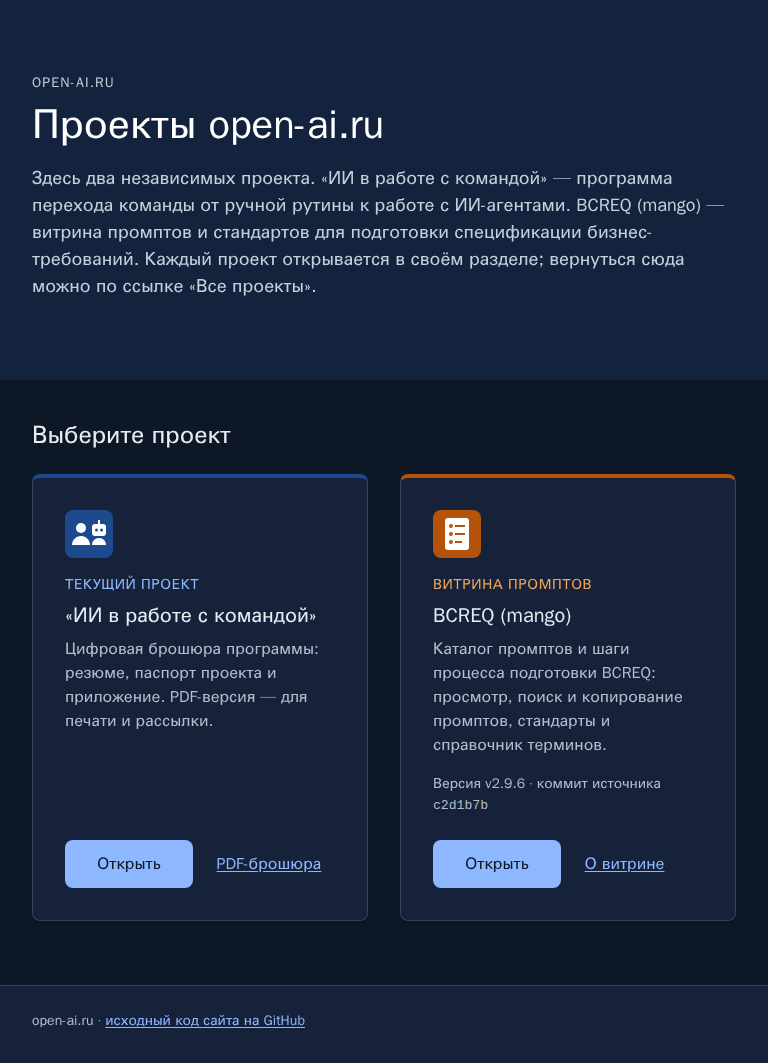 OPEN-AI.RU
Проекты open-ai.ru
Здесь два независимых проекта. «ИИ в работе с командой» — программа
перехода команды от ручной рутины к работе с ИИ-агентами. BCREQ (mango) —
витрина промптов и стандартов для подготовки спецификации бизнес-
требований. Каждый проект открывается в своём разделе; вернуться сюда
можно по ссылке «Все проекты».
Выберите проект
ТЕКУЩИЙ ПРОЕКТ
«ИИ в работе с командой»
Цифровая брошюра программы:
резюме, паспорт проекта и
приложение. PDF-версия — для
печати и рассылки.
Открыть
PDF-брошюра
ВИТРИНА ПРОМПТОВ
BCREQ (mango)
Каталог промптов и шаги
процесса подготовки BCREQ:
просмотр, поиск и копирование
промптов, стандарты и
справочник терминов.
Версия v2.9.6 · коммит источника
c2d1b7b
Открыть
О витрине
open-ai.ru · исходный код сайта на GitHub